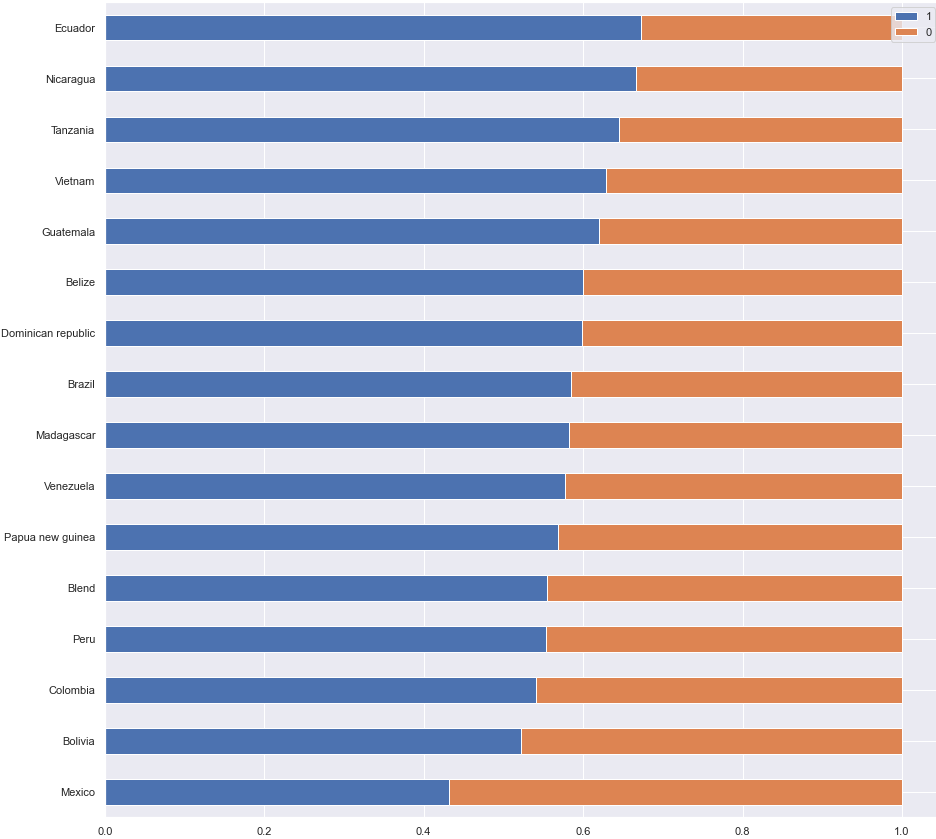 1
0
Ecuador
Nicaragua
Tanzania
Vietnam
Guatemala
Belize
Dominican republic
Brazil
Madagascar
Venezuela
Papua new guinea
Blend
Peru
Colombia
Bolivia
Mexico
0.0 0.2 0.4 0.6 0.8 1.0